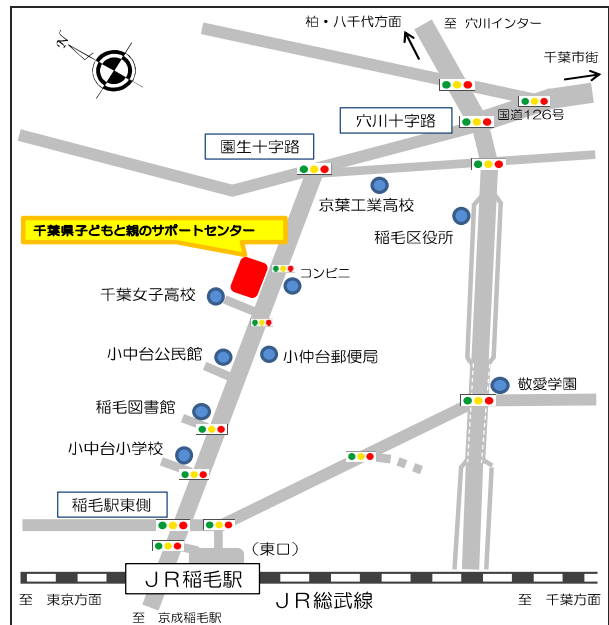 柏・八千代方面
至 穴川インター
千葉市街
N
国道126号
穴川十字路
園生十字路
京葉工業高校
稲毛区役所
千葉県子どもと親のサポートセンター
コンビニ
千葉女子高校
小中台公民館
小仲台郵便局
敬愛学園
稲毛図書館
小中台小学校
稲毛駅東側
(東口)
JR稲毛駅
至 東京方面
JR総武線
至 千葉方面
至 京成稲毛駅